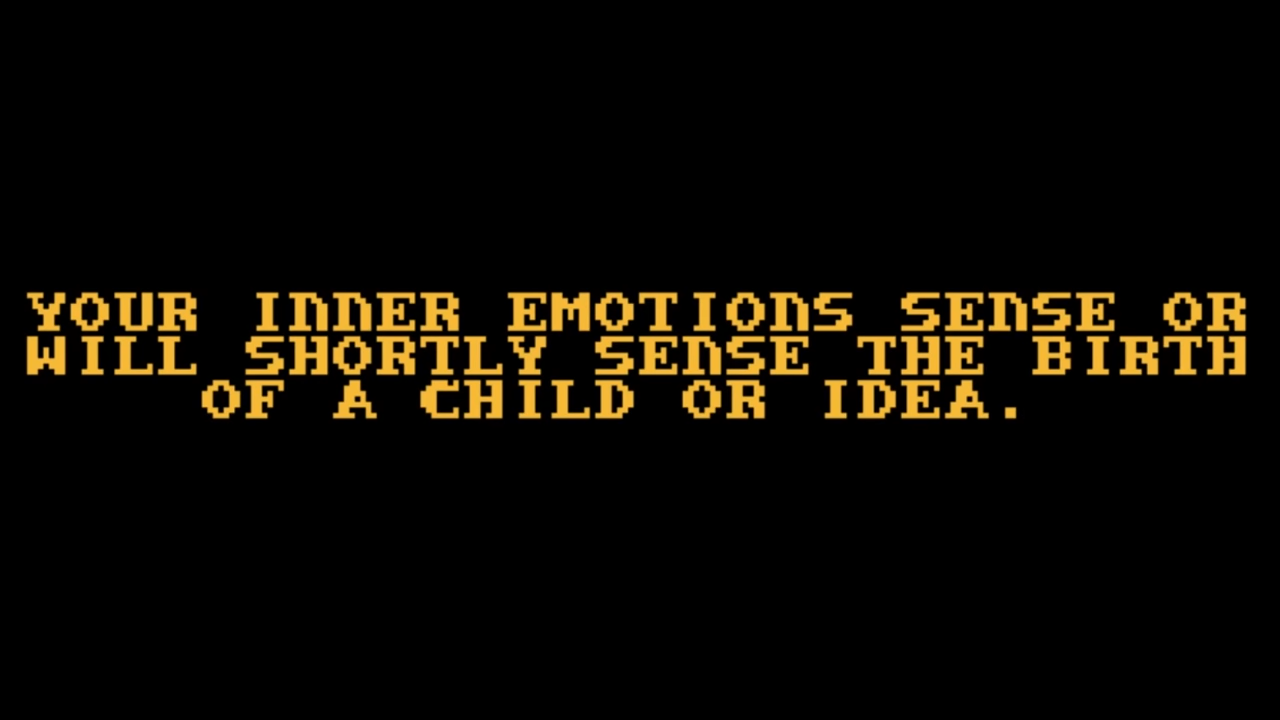 YOUR INNER EMOTIONS SENSE OR
WILL SHORTLY SENSE THE BIRTH
OF A CHILD OR IDEA.